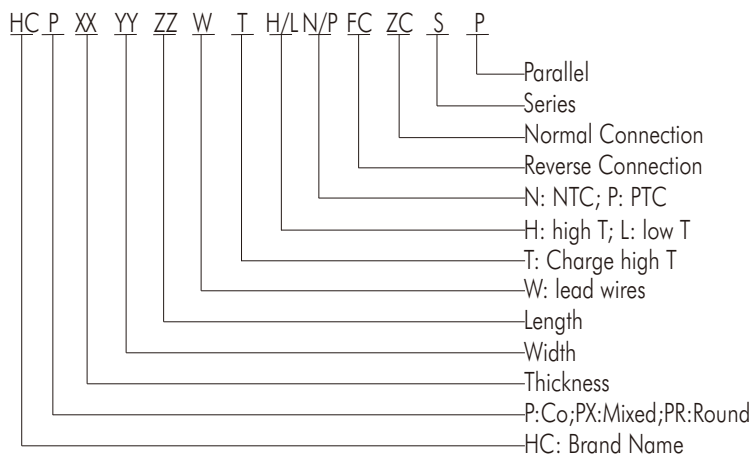 HC P XX YY ZZ W T H/L N/P FC ZC S P
Parallel
Series
Normal Connection
Reverse Connection
N: NTC; P: PTC
H: high T; L: low T
T: Charge high T
W: lead wires
Length
Width
Thickness
P:Co;PX:Mixed;PR:Round
HC: Brand Name